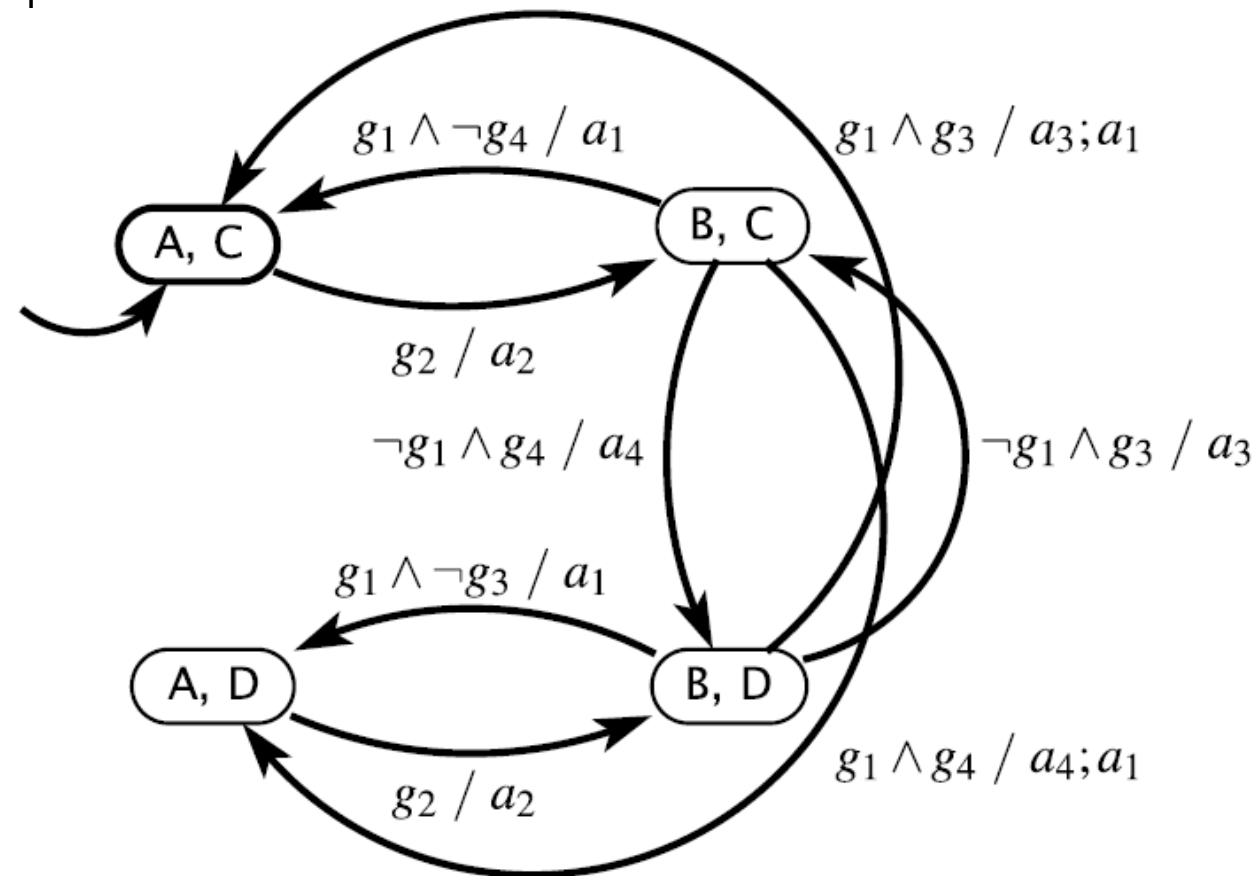 g₁ ∧ ¬g₄ / a₁
g₁ ∧ g₃ / a₃;a₁
A, C
B, C
g₂ / a₂
¬g₁ ∧ g₄ / a₄
¬g₁ ∧ g₃ / a₃
g₁ ∧ ¬g₃ / a₁
A, D
B, D
g₂ / a₂
g₁ ∧ g₄ / a₄;a₁